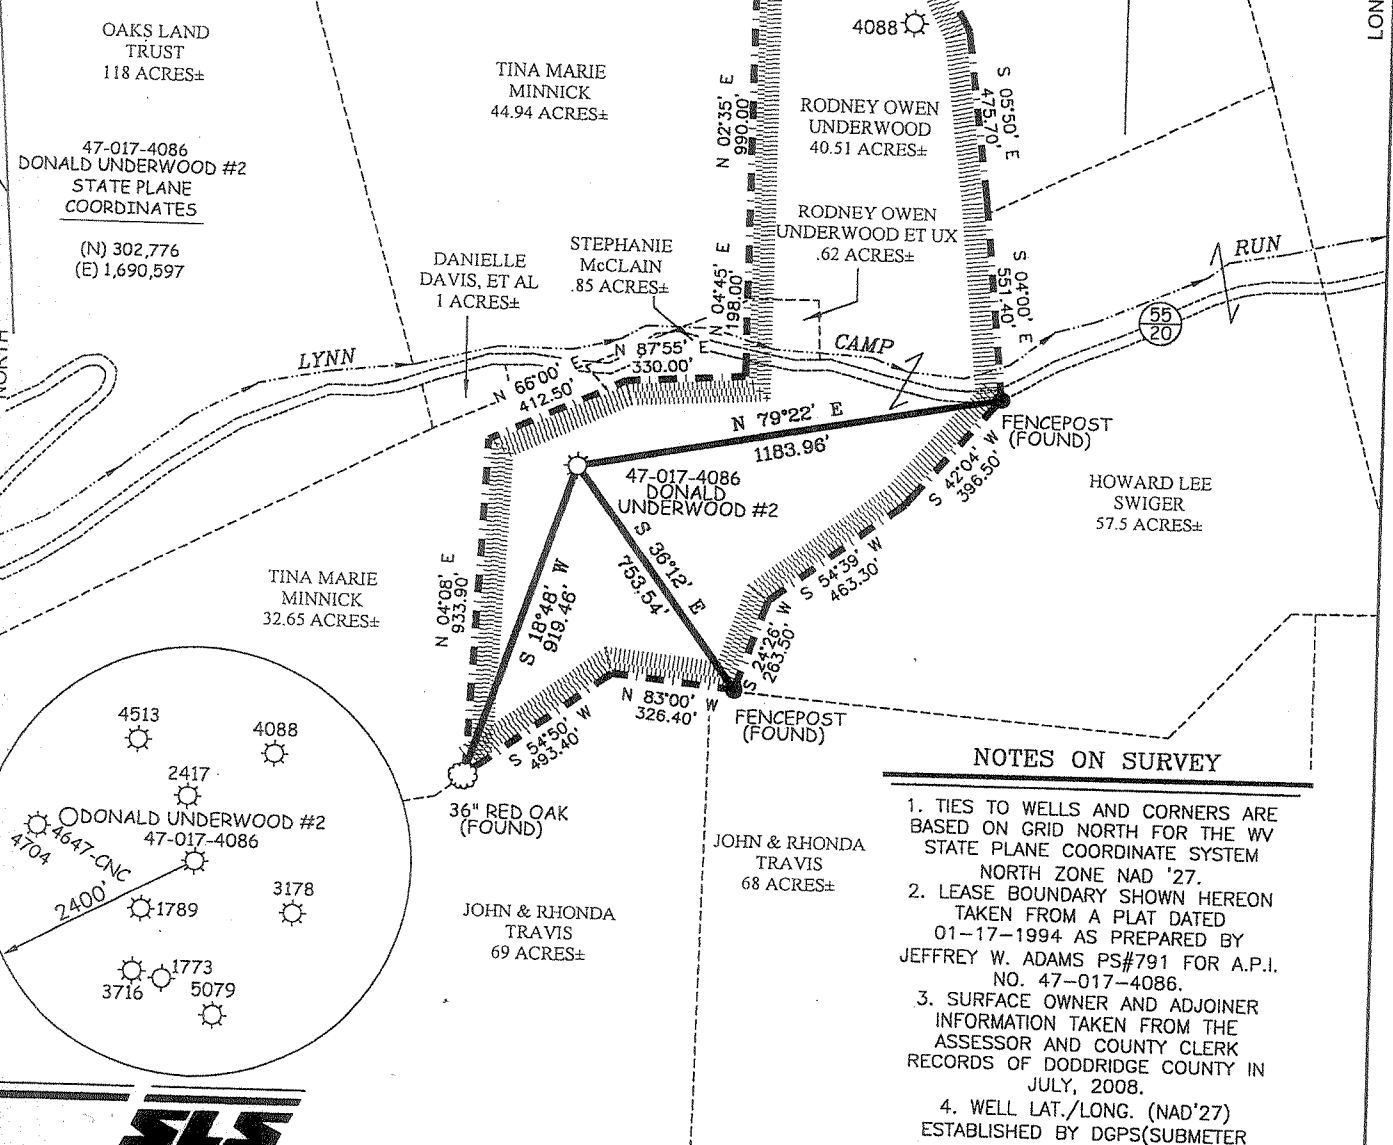 OAKS LAND
TRUST
118 ACRES±
TINA MARIE
MINNICK
44.94 ACRES±
4088
RODNEY OWEN
UNDERWOOD
40.51 ACRES±
N 02°35' E
990.00'
S 05°50' E
475.70'
LON
47-017-4086
DONALD UNDERWOOD #2
STATE PLANE
COORDINATES
(N) 302,776
(E) 1,690,597
DANIELLE
DAVIS, ET AL
1 ACRES±
STEPHANIE
McCLAIN
.85 ACRES±
RODNEY OWEN
UNDERWOOD ET UX
.62 ACRES±
N 04°45' E
198.00'
S 04°00' E
551.40'
RUN
55
20
NORTH
LYNN
CAMP
N 87°55' E
330.00'
N 66°00' E
412.50'
N 79°22' E
1183.96'
FENCEPOST
(FOUND)
47-017-4086
DONALD
UNDERWOOD #2
S 42°04' W
396.50'
HOWARD LEE
SWIGER
57.5 ACRES±
TINA MARIE
MINNICK
32.65 ACRES±
N 04°08' E
933.90'
S 18°48' W
919.46'
S 36°12' E
753.54'
S 54°39' W
463.30'
S 24°26' W
263.50'
N 83°00' W
326.40'
S 54°50' W
493.40'
FENCEPOST
(FOUND)
36" RED OAK
(FOUND)
4513
4088
2417
DONALD UNDERWOOD #2
47-017-4086
4647-CNC
4704
2400'
1789
3178
1773
3716
5079
JOHN & RHONDA
TRAVIS
69 ACRES±
JOHN & RHONDA
TRAVIS
68 ACRES±
NOTES ON SURVEY
1. TIES TO WELLS AND CORNERS ARE
BASED ON GRID NORTH FOR THE WV
STATE PLANE COORDINATE SYSTEM
NORTH ZONE NAD '27.
2. LEASE BOUNDARY SHOWN HEREON
TAKEN FROM A PLAT DATED
01-17-1994 AS PREPARED BY
JEFFREY W. ADAMS PS#791 FOR A.P.I.
NO. 47-017-4086.
3. SURFACE OWNER AND ADJOINER
INFORMATION TAKEN FROM THE
ASSESSOR AND COUNTY CLERK
RECORDS OF DODDRIDGE COUNTY IN
JULY, 2008.
4. WELL LAT./LONG. (NAD'27)
ESTABLISHED BY DGPS(SUBMETER
SLS